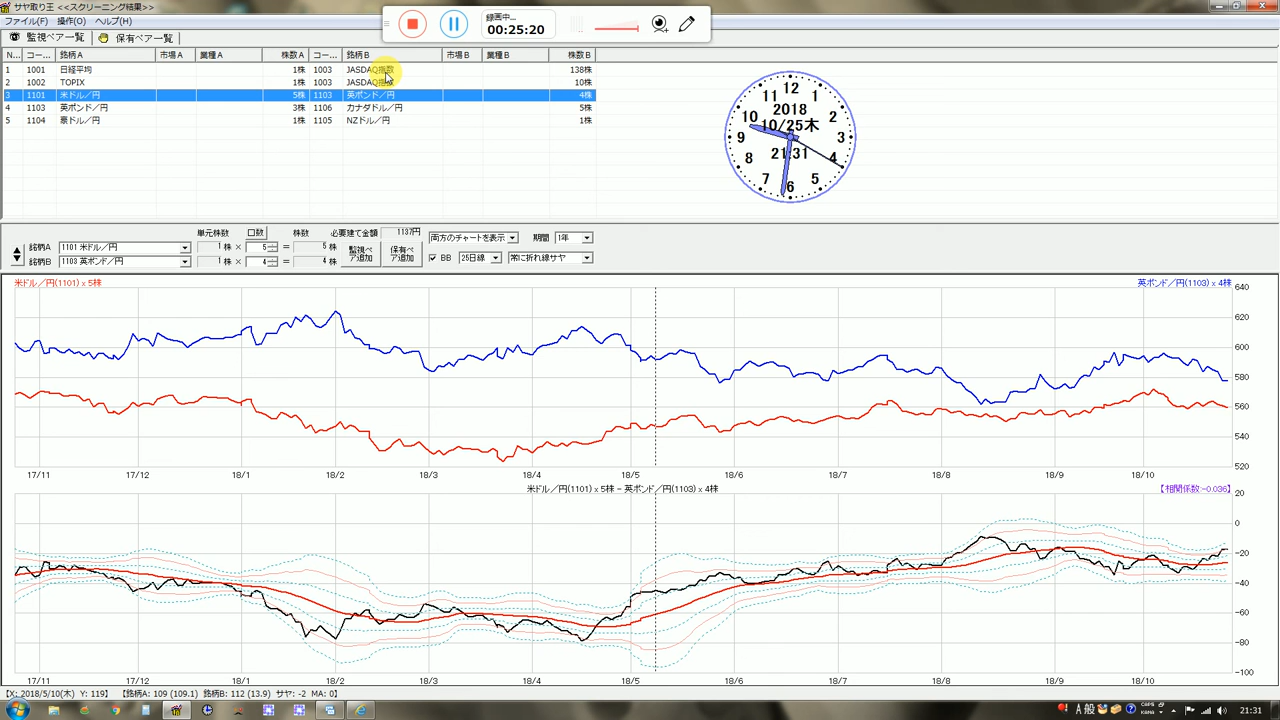 サヤ取り王 <<スクリーニング結果>>
ファイル(F) 操作(O) ヘルプ(H)
録画中...
00:25:20
監視ペア一覧 保有ペア一覧
N... コー... 銘柄A 市場A 業種A 株数A コー... 銘柄B 市場B 業種B 株数B
1 1001 日経平均 1株 1003 JASDAQ指数 138株
2 1002 TOPIX 1株 1003 JASDAQ指数 10株
3 1101 米ドル/円 5株 1103 英ポンド/円 4株
4 1103 英ポンド/円 3株 1106 カナダドル/円 5株
5 1104 豪ドル/円 1株 1105 NZドル/円 1株
12
11 1
2018
10 2
10/25木
9 3
21:31
8 4
7 5
6
単元株数 口数 株数 必要建て金額 1137円 両方のチャートを表示 期間 1年
銘柄A 1101 米ドル/円 1 株 × 5 = 5 株 監視ペア追加 保有ペア追加
銘柄B 1103 英ポンド/円 1 株 × 4 = 4 株 BB 25日線 常に折れ線サヤ
米ドル/円(1101) x 5株 英ポンド/円(1103) x 4株
640
620
600
580
560
540
520
17/11 17/12 18/1 18/2 18/3 18/4 18/5 18/6 18/7 18/8 18/9 18/10
米ドル/円(1101) x 5株 - 英ポンド/円(1103) x 4株 【相関係数:-0.036】
20
0
-20
-40
-60
-80
-100
17/11 17/12 18/1 18/2 18/3 18/4 18/5 18/6 18/7 18/8 18/9 18/10
【X: 2018/5/10(木) Y: 119】 【銘柄A: 109 (109.1) 銘柄B: 112 (13.9) サヤ: -2 MA: 0】
A 般 CAPS KANA 21:31